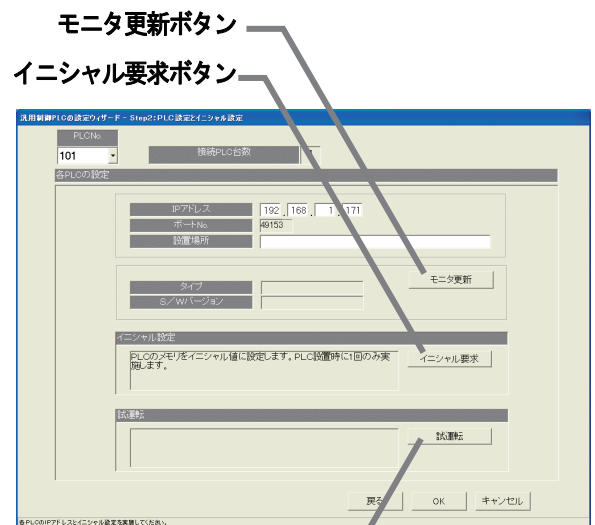 モニタ更新ボタン
イニシャル要求ボタン
汎用制御PLCの設定ウィザード - Step2:PLC設定とイニシャル設定
PLCNo.
101
接続PLC台数
各PLCの設定
IPアドレス 192 . 168 . 1 . 171
ポートNo. 49153
設置場所
モニタ更新
タイプ
S/Wバージョン
イニシャル設定
PLCのメモリをイニシャル値に設定します。PLC設置時に1回のみ実
施します。
イニシャル要求
試運転
試運転
戻る OK キャンセル
各PLCのIPアドレスとイニシャル設定を実施してください。